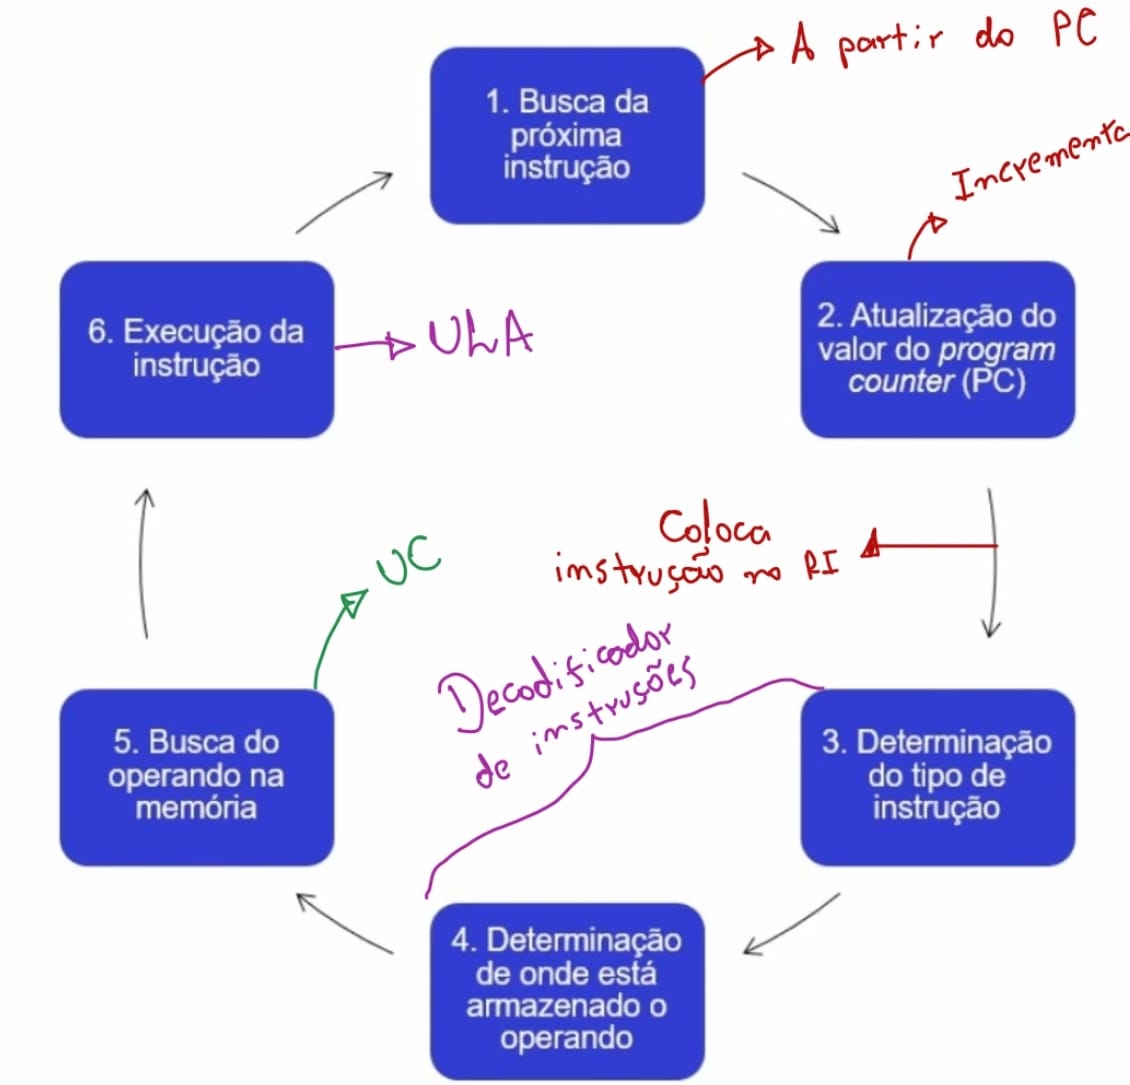 A partir do PC
1. Busca da
próxima
instrução
Incrementa
2. Atualização do
valor do program
counter (PC)
6. Execução da
instrução
ULA
Coloca
instrução no RI
UC
Decodificador
de instruções
3. Determinação
do tipo de
instrução
5. Busca do
operando na
memória
4. Determinação
de onde está
armazenado o
operando